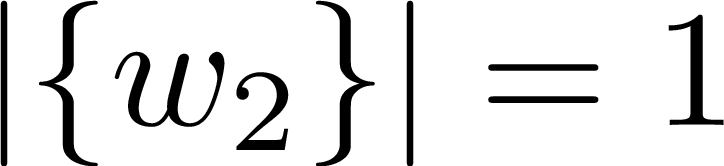 |{w₂}| = 1